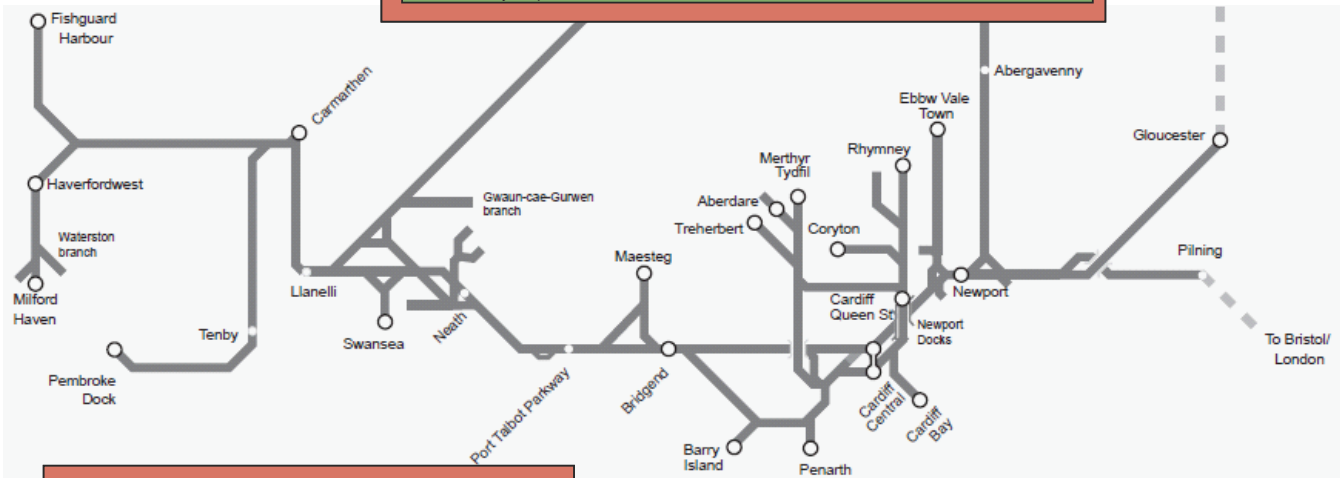 Fishguard
Harbour
Carmarthen
Abergavenny
Ebbw Vale
Town
Gloucester
Rhymney
Merthyr
Tydfil
Haverfordwest
Gwaun-cae-Gurwen
branch
Aberdare
Treherbert
Coryton
Waterston
branch
Maesteg
Pilning
Milford
Haven
Llanelli
Cardiff
Queen St
Newport
Newport
Docks
Tenby
Swansea
Neath
To Bristol/
London
Pembroke
Dock
Port Talbot Parkway
Bridgend
Cardiff
Central
Cardiff
Bay
Barry
Island
Penarth